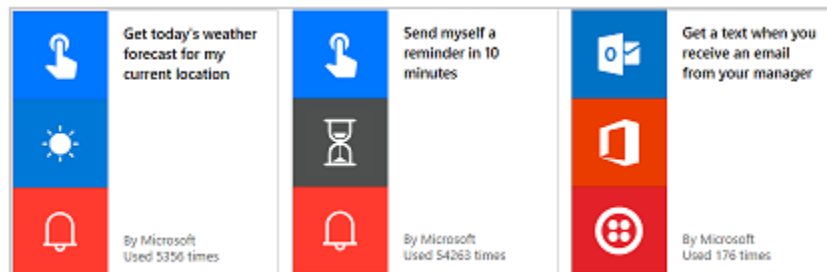 Get today's weather
forecast for my
current location
By Microsoft
Used 5356 times
Send myself a
reminder in 10
minutes
By Microsoft
Used 54263 times
Get a text when you
receive an email
from your manager
By Microsoft
Used 176 times